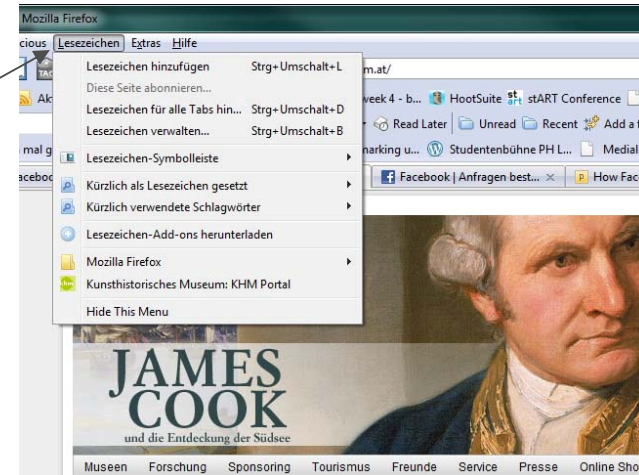 Mozilla Firefox
cious Lesezeichen Extras Hilfe
Lesezeichen hinzufügen Strg+Umschalt+L
m.at/
Diese Seite abonnieren...
Lesezeichen für alle Tabs hin... Strg+Umschalt+D
week 4 - b... HootSuite stART Conference
Lesezeichen verwalten... Strg+Umschalt+B
Read Later Unread Recent Add a f
mal g
Lesezeichen-Symbolleiste
arking u... Studentenbühne PH L... Medial
acebo
Kürzlich als Lesezeichen gesetzt
Facebook | Anfragen best... × How Fac
Kürzlich verwendete Schlagwörter
Lesezeichen-Add-ons herunterladen
Mozilla Firefox
khm Kunsthistorisches Museum: KHM Portal
Hide This Menu
JAMES
COOK
und die Entdeckung der Südsee
Museen Forschung Sponsoring Tourismus Freunde Service Presse Online Sho